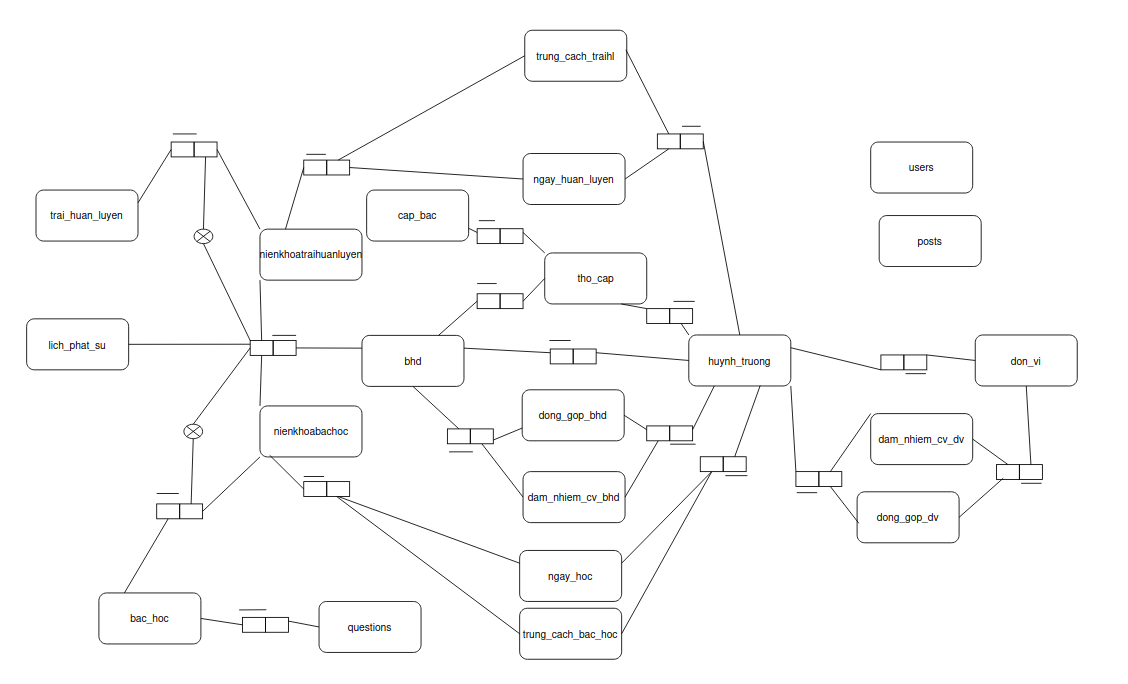 trung_cach_traihl
users
ngay_huan_luyen
trai_huan_luyen
cap_bac
posts
nienkhoatraihuanluyen
tho_cap
lich_phat_su
bhd
huynh_truong
don_vi
dong_gop_bhd
nienkhoabachoc
dam_nhiem_cv_dv
dam_nhiem_cv_bhd
dong_gop_dv
ngay_hoc
bac_hoc
questions
trung_cach_bac_hoc